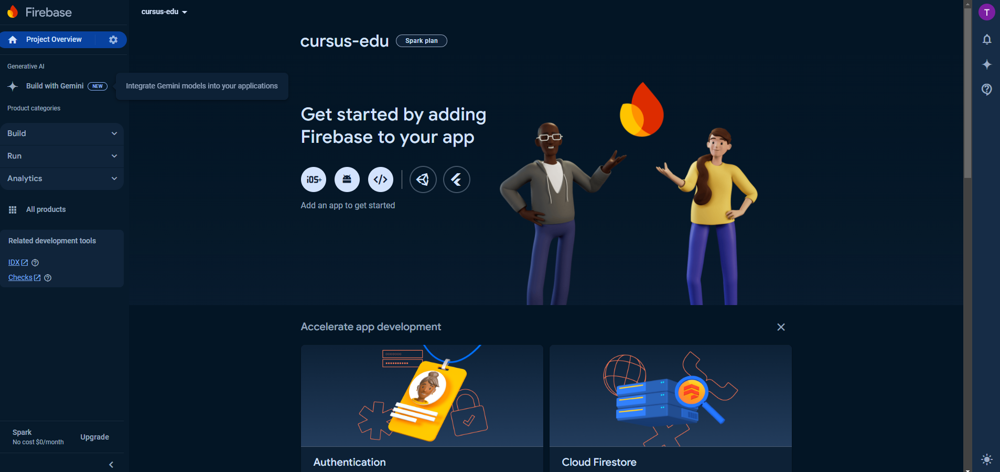 Firebase
cursus-edu
T
Project Overview
cursus-edu
Spark plan
Generative AI
Build with Gemini
NEW
Integrate Gemini models into your applications
Product categories
Build
Run
Analytics
Get started by adding
Firebase to your app
iOS+
</>
Add an app to get started
All products
Related development tools
IDX
Checks
Accelerate app development
Authentication
Cloud Firestore
Spark
No cost $0/month
Upgrade